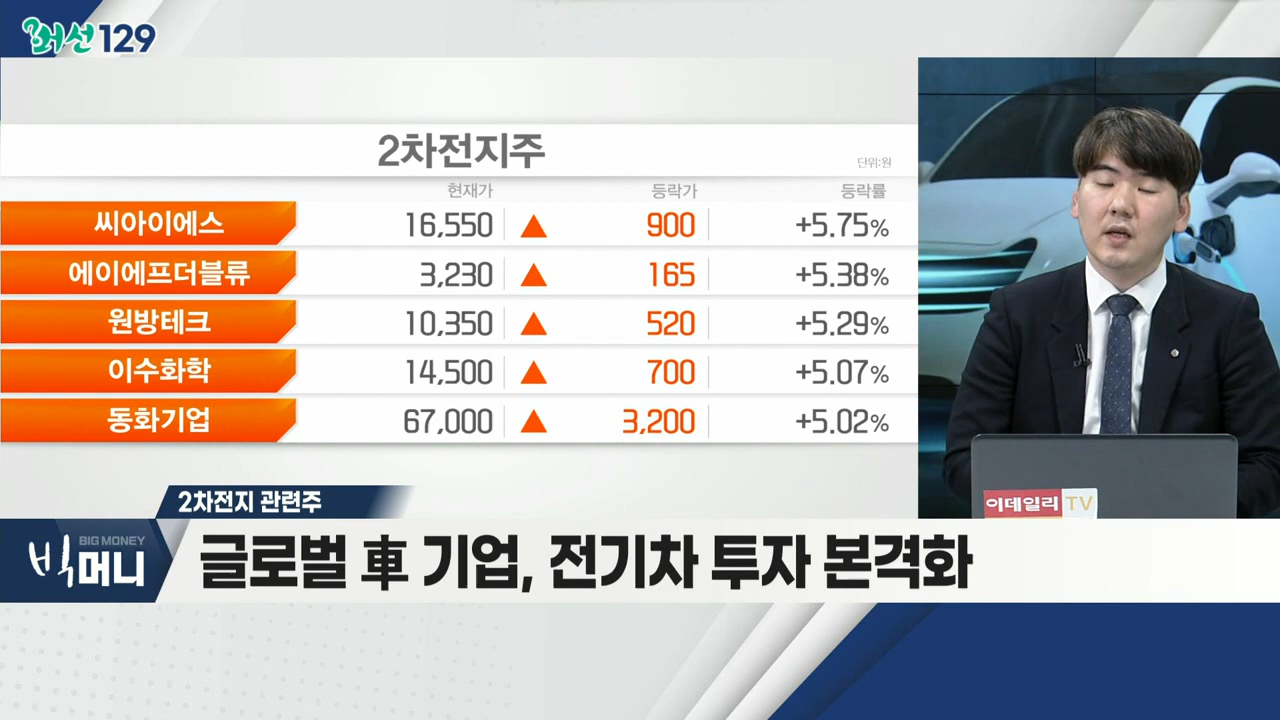 머선129
2차전지주
단위:원
현재가 등락가 등락률
씨아이에스 16,550 ▲ 900 +5.75%
에이에프더블류 3,230 ▲ 165 +5.38%
원방테크 10,350 ▲ 520 +5.29%
이수화학 14,500 ▲ 700 +5.07%
동화기업 67,000 ▲ 3,200 +5.02%
이데일리 TV
2차전지 관련주
BIG MONEY
빅머니
글로벌 車 기업, 전기차 투자 본격화